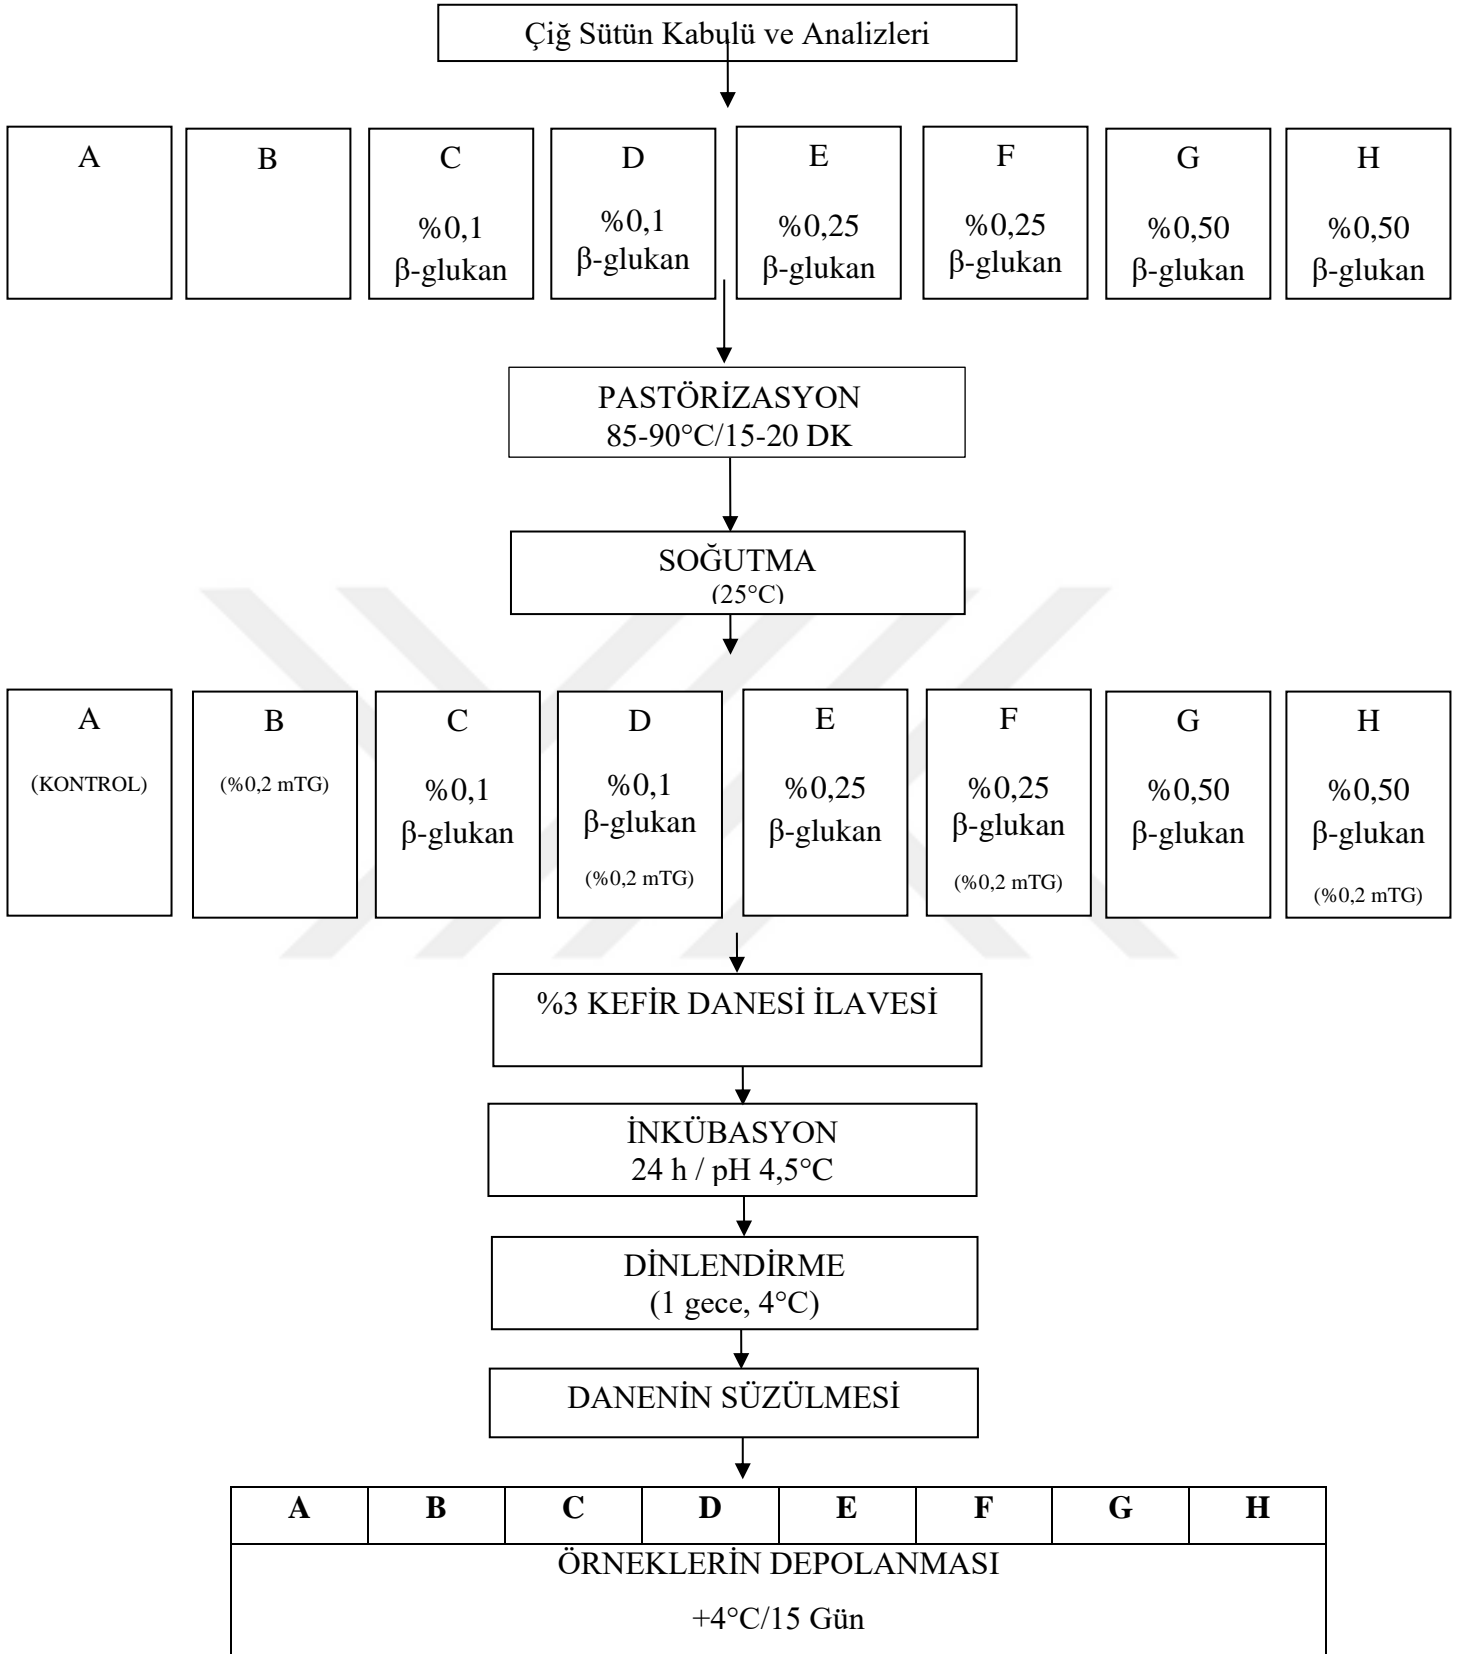 Çiğ Sütün Kabulü ve Analizleri
A
B
C
%0,1
β-glukan
D
%0,1
β-glukan
E
%0,25
β-glukan
F
%0,25
β-glukan
G
%0,50
β-glukan
H
%0,50
β-glukan
PASTÖRİZASYON
85-90°C/15-20 DK
SOĞUTMA
(25°C)
A
(KONTROL)
B
(%0,2 mTG)
C
%0,1
β-glukan
D
%0,1
β-glukan
(%0,2 mTG)
E
%0,25
β-glukan
F
%0,25
β-glukan
(%0,2 mTG)
G
%0,50
β-glukan
H
%0,50
β-glukan
(%0,2 mTG)
%3 KEFİR DANESİ İLAVESİ
İNKÜBASYON
24 h / pH 4,5°C
DİNLENDİRME
(1 gece, 4°C)
DANENİN SÜZÜLMESİ
A B C D E F G H
ÖRNEKLERİN DEPOLANMASI
+4°C/15 Gün